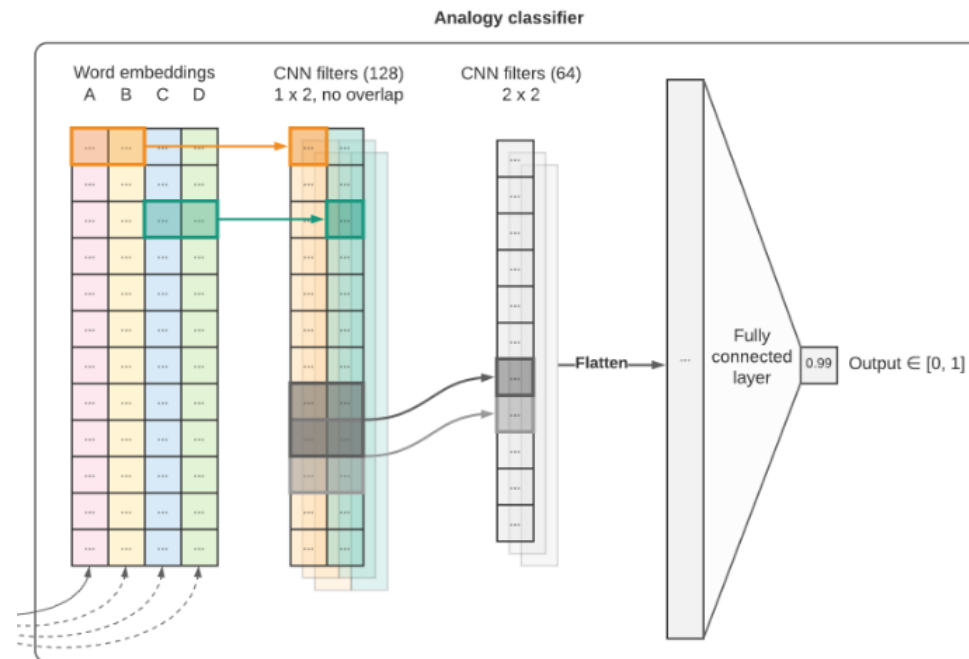 Analogy classifier
Word embeddings
A B C D
CNN filters (128)
1 x 2, no overlap
CNN filters (64)
2 x 2
... ... ... ... ... ... ...
... ... ... ... ... ... ...
... ... ... ... ... ... ...
... ... ... ... ... ... ...
... ... ... ... ... ... ...
... ... ... ... ... ... ...
... ... ... ... ... ... ...
... ... ... ... ... ... ...
... ... ... ... ... ... ...
... ... ... ... ... ... ...
... ... ... ... ... ... ...
... ... ... ... ... ...
Flatten
...
Fully
connected
layer
0.99
Output ∈ [0, 1]